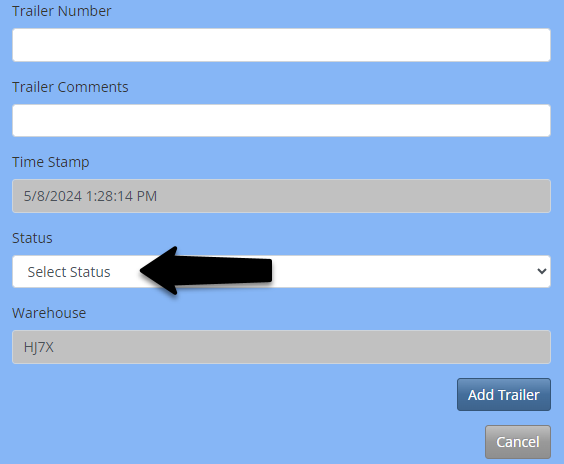 Trailer Number
Trailer Comments
Time Stamp
5/8/2024 1:28:14 PM
Status
Select Status
Warehouse
HJ7X
Add Trailer
Cancel